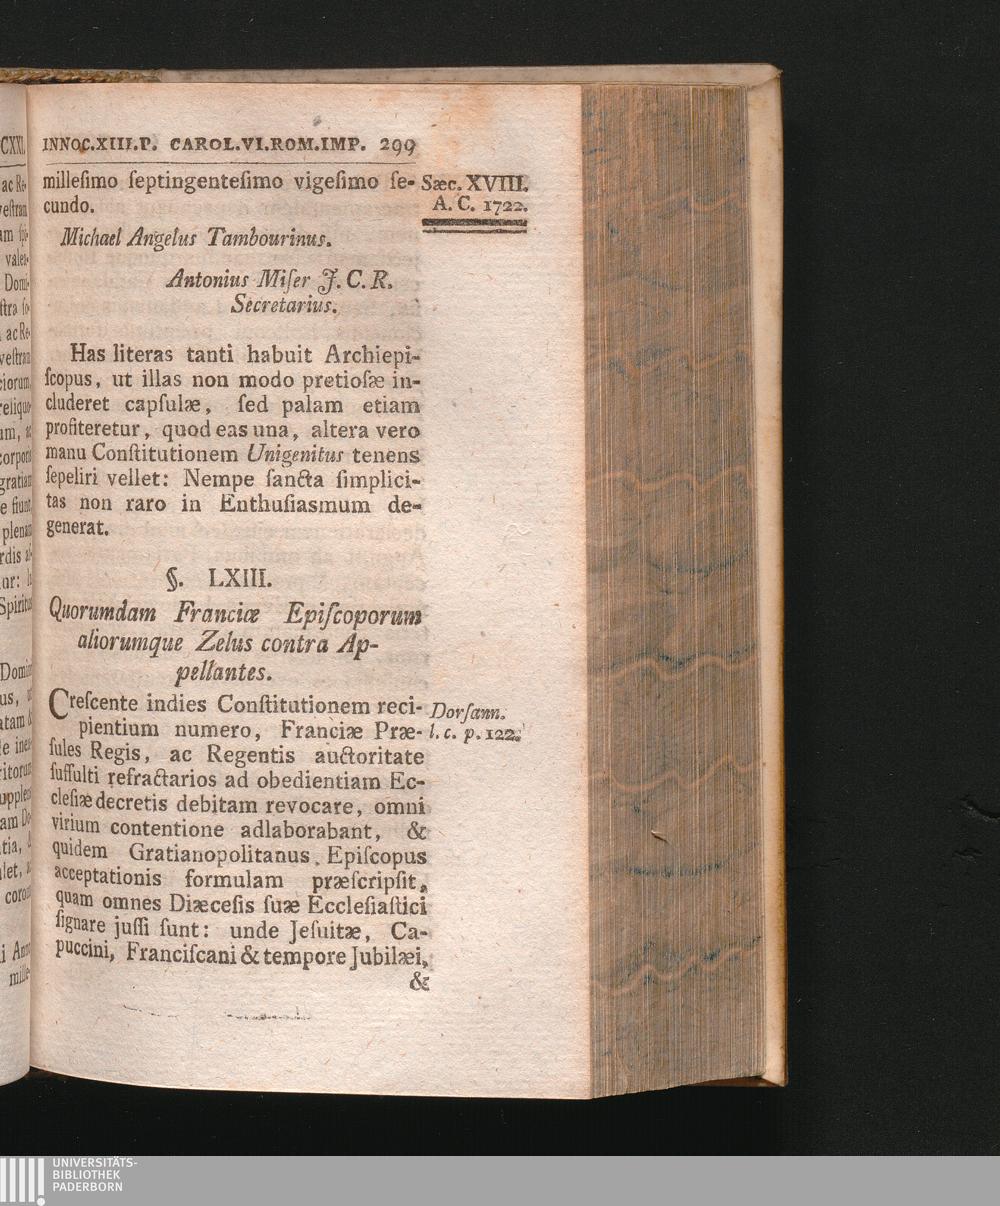 INNOC.XIII.P. CAROL.VI.ROM.IMP. 299
milleſimo ſeptingenteſimo vigeſimo ſe-
cundo.
Sæc. XVIII.
A. C. 1722.
Michael Angelus Tambourinus.
Antonius Miſer J. C. R.
Secretarius.
Has literas tanti habuit Archiepi-
ſcopus, ut illas non modo pretioſæ in-
cluderet capſulæ, ſed palam etiam
profiteretur, quod eas una, altera vero
manu Conſtitutionem Unigenitus tenens
ſepeliri vellet: Nempe ſancta ſimplici-
tas non raro in Enthuſiasmum de-
generat.
§. LXIII.
Quorumdam Franciæ Epiſcoporum
aliorumque Zelus contra Ap-
pellantes.
Creſcente indies Conſtitutionem reci-
pientium numero, Franciæ Præ-
ſules Regis, ac Regentis auctoritate
ſuffulti refractarios ad obedientiam Ec-
cleſiæ decretis debitam revocare, omni
virium contentione adlaborabant, &
quidem Gratianopolitanus Epiſcopus
acceptationis formulam præſcripſit,
quam omnes Diæceſis ſuæ Eccleſiaſtici
ſignare juſſi ſunt: unde Jeſuitæ, Ca-
puccini, Franciſcani & tempore Jubilæi,
&
Dorſann.
l. c. p. 122.
UNIVERSITÄTS-
BIBLIOTHEK
PADERBORN